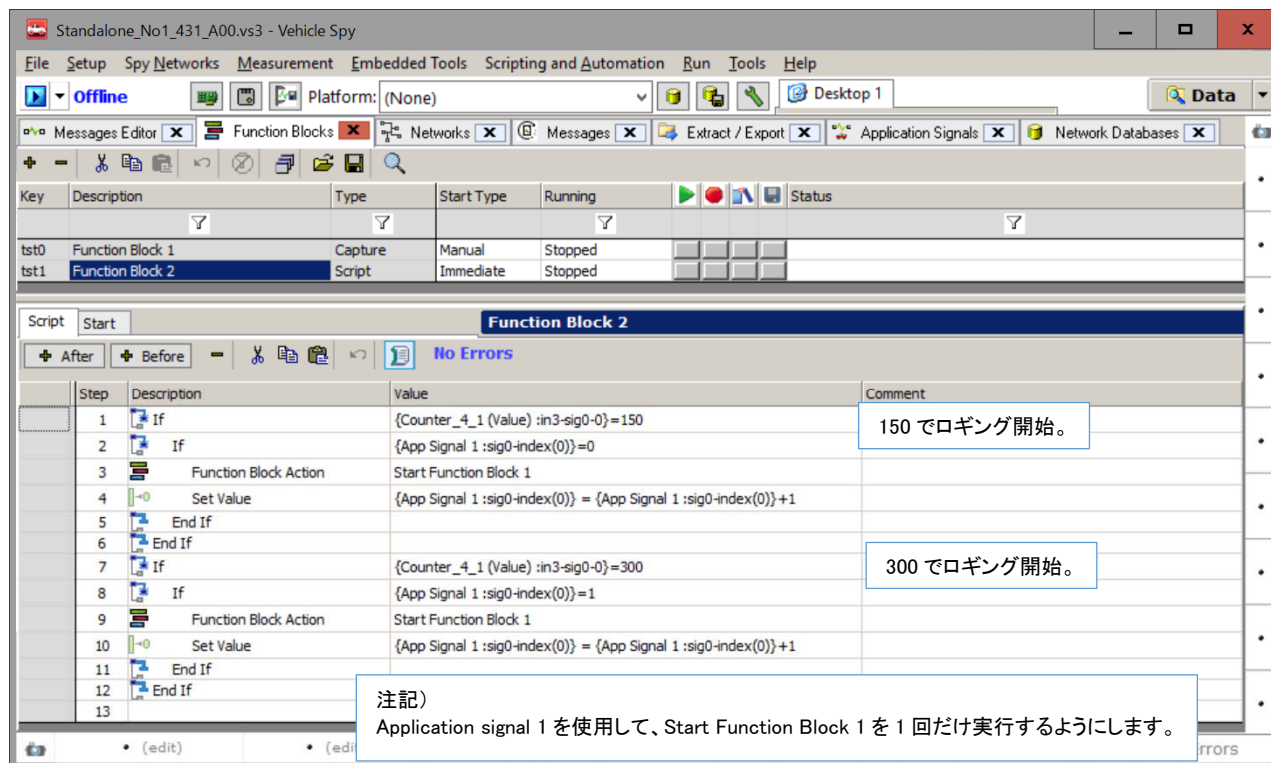 Standalone_No1_431_A00.vs3 - Vehicle Spy
File Setup Spy Networks Measurement Embedded Tools Scripting and Automation Run Tools Help
Offline Platform: (None) Desktop 1 Data
Messages Editor Function Blocks Networks Messages Extract / Export Application Signals Network Databases
Key Description Type Start Type Running Status
tst0 Function Block 1 Capture Manual Stopped
tst1 Function Block 2 Script Immediate Stopped
Script Start Function Block 2
After Before No Errors
Step Description Value Comment
1 If {Counter_4_1 (Value) :in3-sig0-0}=150
150 でロギング開始。
2 If {App Signal 1 :sig0-index(0)}=0
3 Function Block Action Start Function Block 1
4 Set Value {App Signal 1 :sig0-index(0)} = {App Signal 1 :sig0-index(0)}+1
5 End If
6 End If
7 If {Counter_4_1 (Value) :in3-sig0-0}=300
300 でロギング開始。
8 If {App Signal 1 :sig0-index(0)}=1
9 Function Block Action Start Function Block 1
10 Set Value {App Signal 1 :sig0-index(0)} = {App Signal 1 :sig0-index(0)}+1
11 End If
12 End If
13
注記）
Application signal 1 を使用して、Start Function Block 1 を 1 回だけ実行するようにします。
(edit)